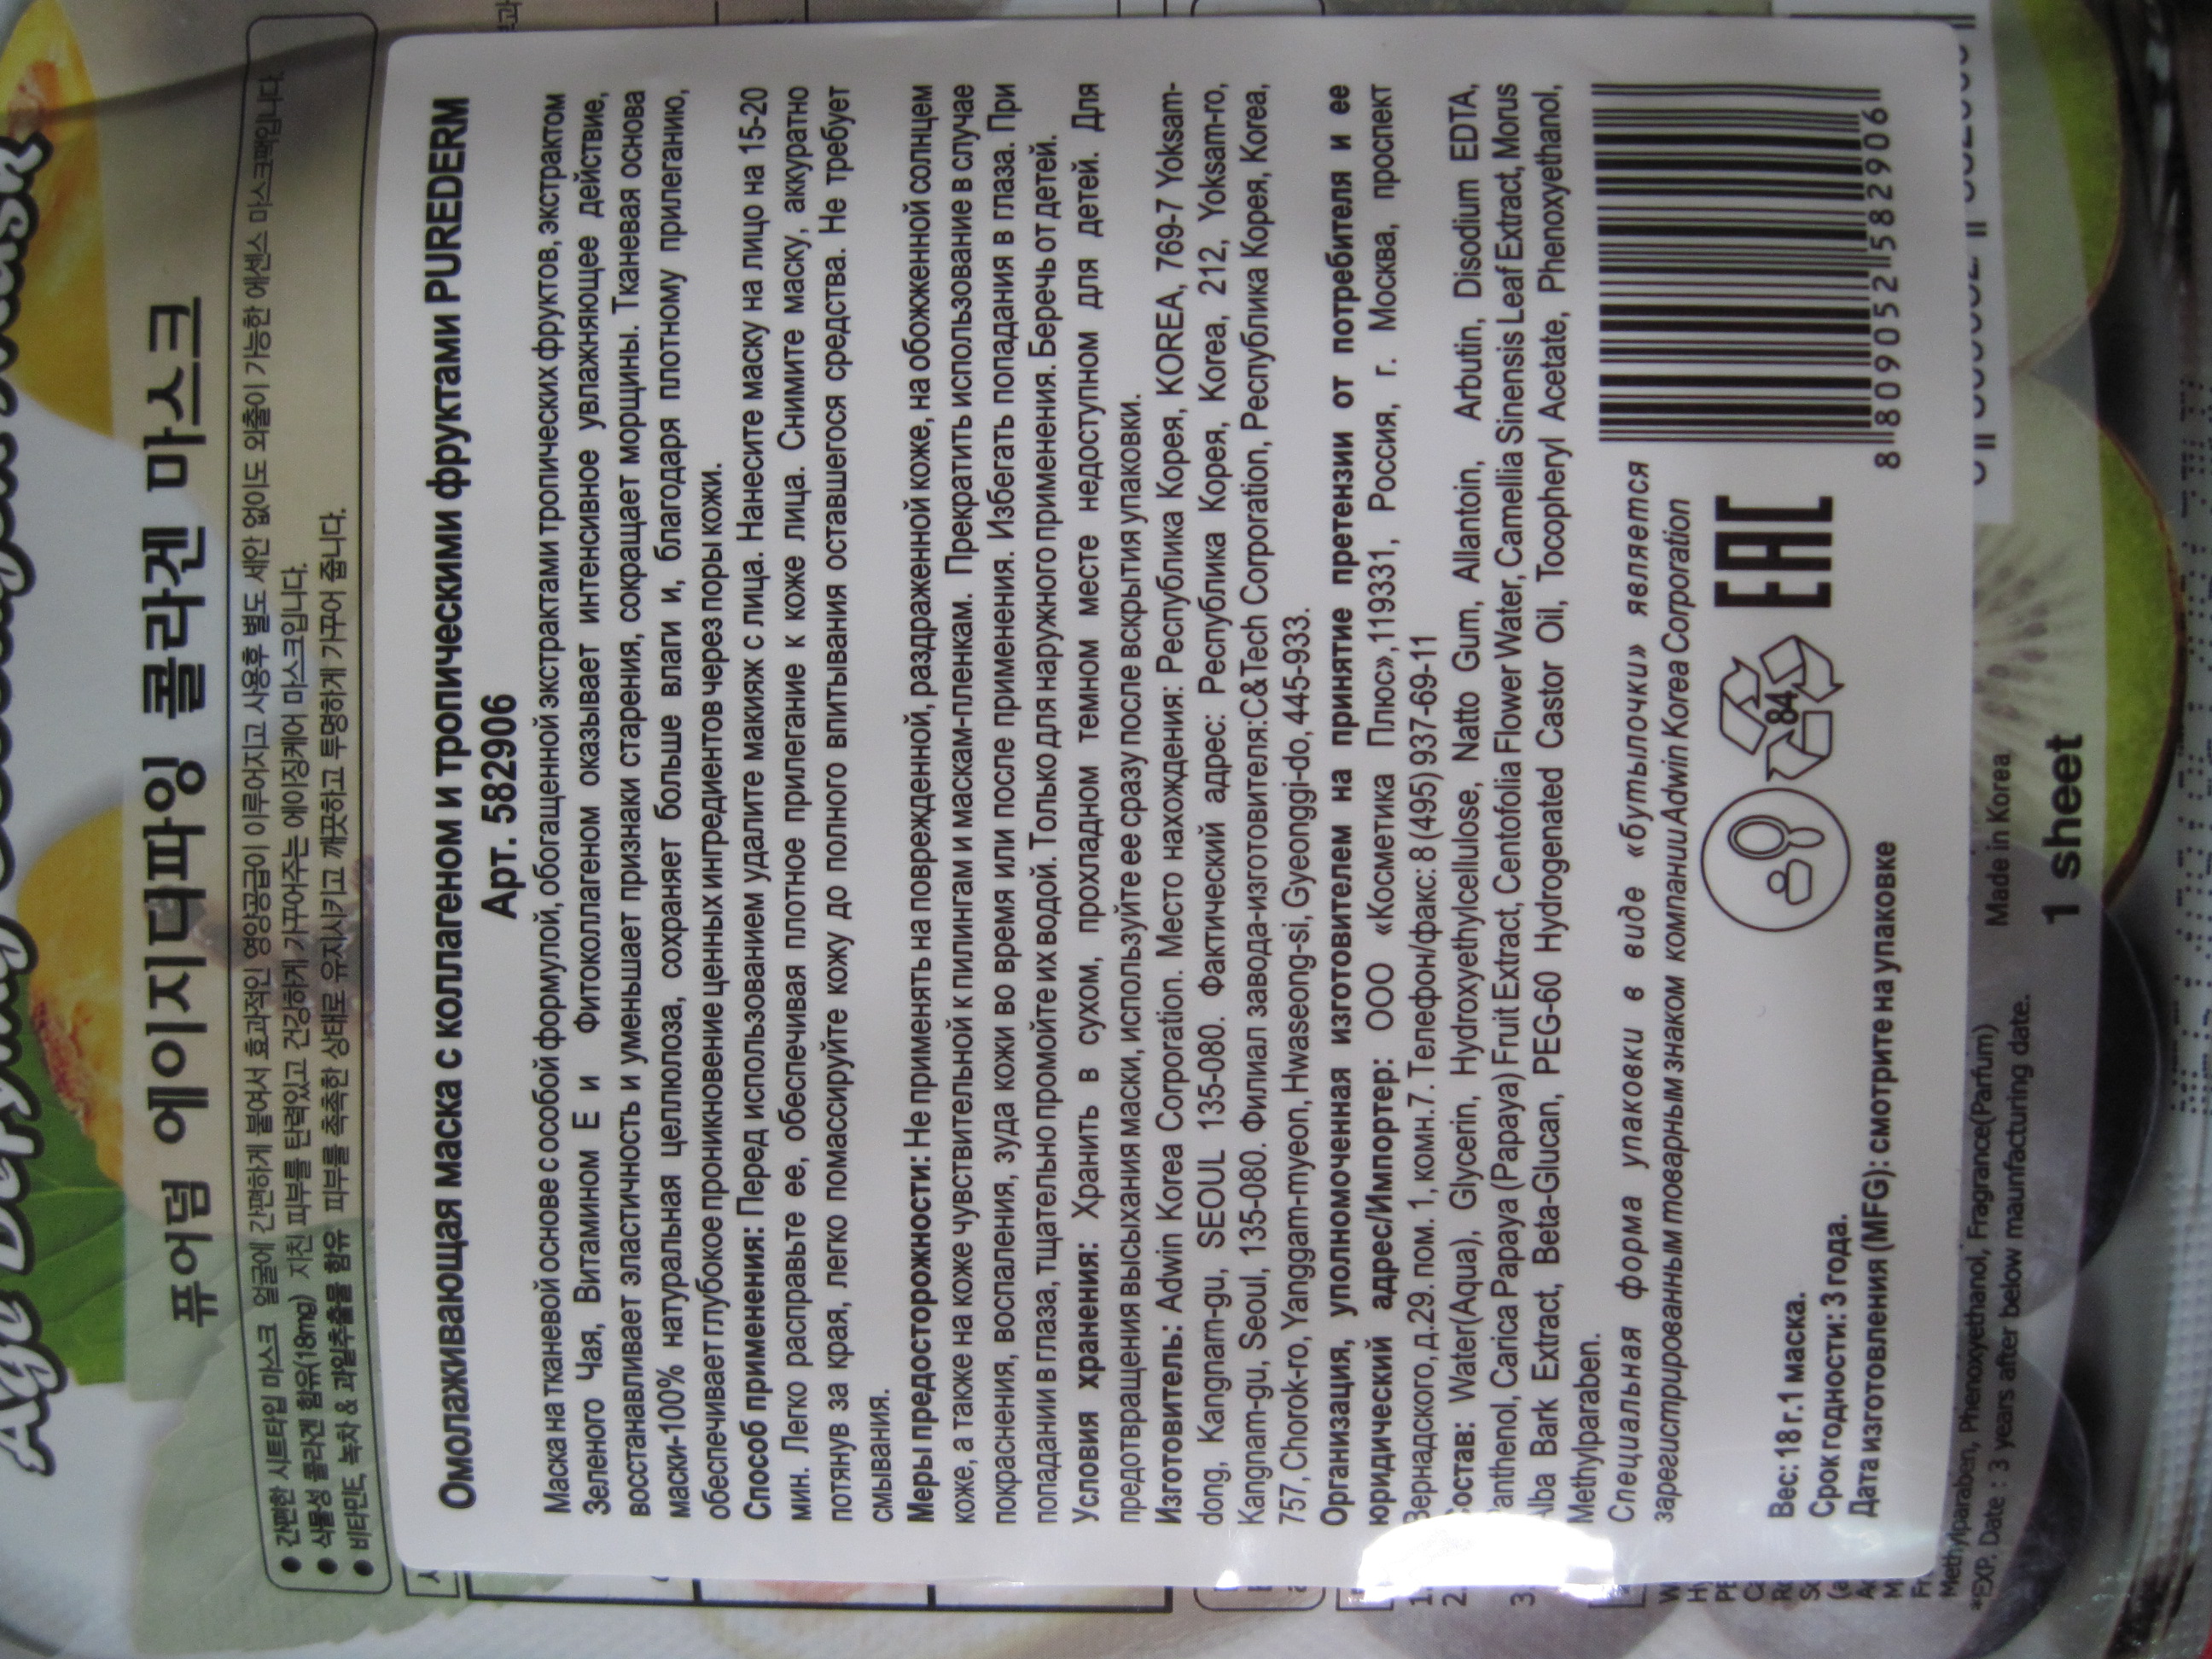 Age Defying Collagen Mask
퓨어덤 에이지디파잉 콜라겐 마스크
● 간편한 시트타입 마스크 얼굴에 간편하게 붙여서 효과적인 영양공급이 이루어지고 사용후 별도 세안 없이도 외출이 가능한 에센스 마스크팩입니다.
● 식물성 콜라겐 함유(18mg) 지친 피부를 탄력있고 건강하게 가꾸어주는 에이징케어 마스크입니다.
● 비타민E, 녹차 & 과일추출물 함유 피부를 촉촉한 상태로 유지시키고 깨끗하고 투명하게 가꾸어 줍니다.
Омолаживающая маска с коллагеном и тропическими фруктами PUREDERM
Арт. 582906
Маска на тканевой основе с особой формулой, обогащенной экстрактами тропических фруктов, экстрактом
Зеленого Чая, Витамином Е и Фитоколлагеном оказывает интенсивное увлажняющее действие,
восстанавливает эластичность и уменьшает признаки старения, сокращает морщины. Тканевая основа
маски-100% натуральная целлюлоза, сохраняет больше влаги и, благодаря плотному прилеганию,
обеспечивает глубокое проникновение ценных ингредиентов через поры кожи.
Способ применения: Перед использованием удалите макияж с лица. Нанесите маску на лицо на 15-20
мин. Легко расправьте ее, обеспечивая плотное прилегание к коже лица. Снимите маску, аккуратно
потянув за края, легко помассируйте кожу до полного впитывания оставшегося средства. Не требует
смывания.
Меры предосторожности: Не применять на поврежденной, раздраженной коже, на обожженной солнцем
коже, а также на коже чувствительной к пилингам и маскам-пленкам. Прекратить использование в случае
покраснения, воспаления, зуда кожи во время или после применения. Избегать попадания в глаза. При
попадании в глаза, тщательно промойте их водой. Только для наружного применения. Беречь от детей.
Условия хранения: Хранить в сухом, прохладном темном месте недоступном для детей. Для
предотвращения высыхания маски, используйте ее сразу после вскрытия упаковки.
Изготовитель: Adwin Korea Corporation. Место нахождения: Республика Корея, KOREA, 769-7 Yoksam-
dong, Kangnam-gu, SEOUL 135-080. Фактический адрес: Республика Корея, Korea, 212, Yoksam-ro,
Kangnam-gu, Seoul, 135-080. Филиал завода-изготовителя:C&Tech Corporation, Республика Корея, Korea,
757, Chorok-ro, Yanggam-myeon, Hwaseong-si, Gyeonggi-do, 445-933.
Организация, уполномоченная изготовителем на принятие претензии от потребителя и ее
юридический адрес/Импортер: ООО «Косметика Плюс», 119331, Россия, г. Москва, проспект
Вернадского, д.29. пом. 1, комн.7. Телефон/факс: 8 (495) 937-69-11
Состав: Water(Aqua), Glycerin, Hydroxyethylcellulose, Natto Gum, Allantoin, Arbutin, Disodium EDTA,
Panthenol, Carica Papaya (Papaya) Fruit Extract, Centofolia Flower Water, Camellia Sinensis Leaf Extract, Morus
Alba Bark Extract, Beta-Glucan, PEG-60 Hydrogenated Castor Oil, Tocopheryl Acetate, Phenoxyethanol,
Methylparaben.
Специальная форма упаковки в виде «бутылочки» является
зарегистрированным товарным знаком компании Adwin Korea Corporation
84
EAC
Вес: 18 г.1 маска.
Срок годности: 3 года.
Дата изготовления (MFG): смотрите на упаковке
8 809052 582906
Methylparaben, Phenoxyethanol, Fragrance(Parfum)
*EXP. Date : 3 years after below maunfacturing date.
Made in Korea
1 sheet